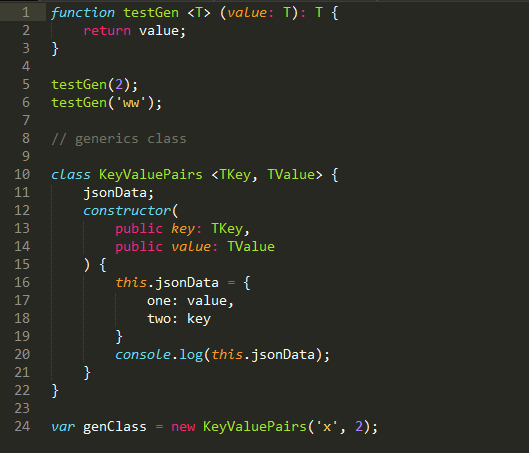 1 function testGen <T> (value: T): T {
2     return value;
3 }
4
5 testGen(2);
6 testGen('ww');
7
8 // generics class
9
10 class KeyValuePairs <TKey, TValue> {
11     jsonData;
12     constructor(
13         public key: TKey,
14         public value: TValue
15     ) {
16         this.jsonData = {
17             one: value,
18             two: key
19         }
20         console.log(this.jsonData);
21     }
22 }
23
24 var genClass = new KeyValuePairs('x', 2);